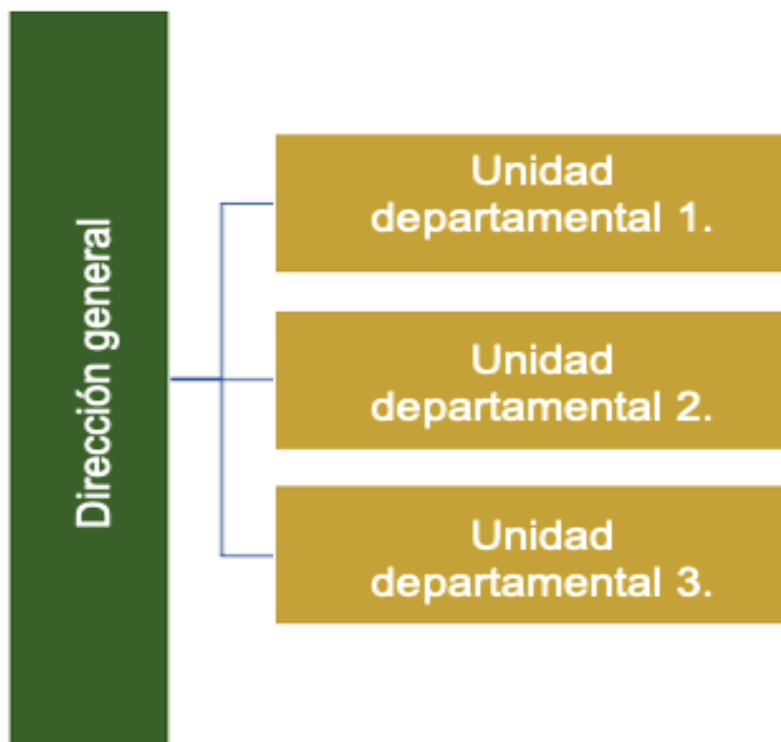 Dirección general
Unidad
departamental 1.
Unidad
departamental 2.
Unidad
departamental 3.